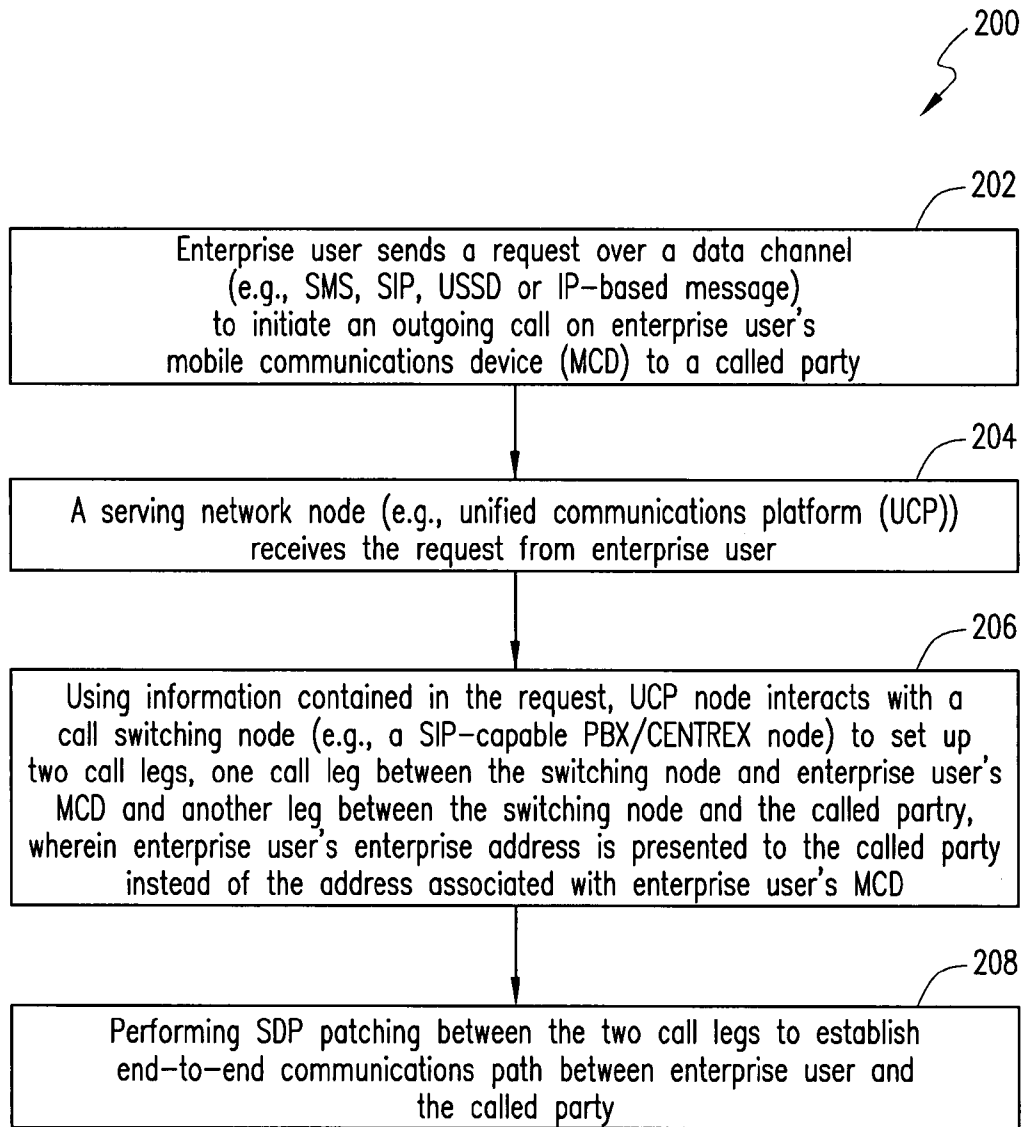 200
202
Enterprise user sends a request over a data channel
(e.g., SMS, SIP, USSD or IP-based message)
to initiate an outgoing call on enterprise user's
mobile communications device (MCD) to a called party
204
A serving network node (e.g., unified communications platform (UCP))
receives the request from enterprise user
206
Using information contained in the request, UCP node interacts with a
call switching node (e.g., a SIP-capable PBX/CENTREX node) to set up
two call legs, one call leg between the switching node and enterprise user's
MCD and another leg between the switching node and the called partry,
wherein enterprise user's enterprise address is presented to the called party
instead of the address associated with enterprise user's MCD
208
Performing SDP patching between the two call legs to establish
end-to-end communications path between enterprise user and
the called party